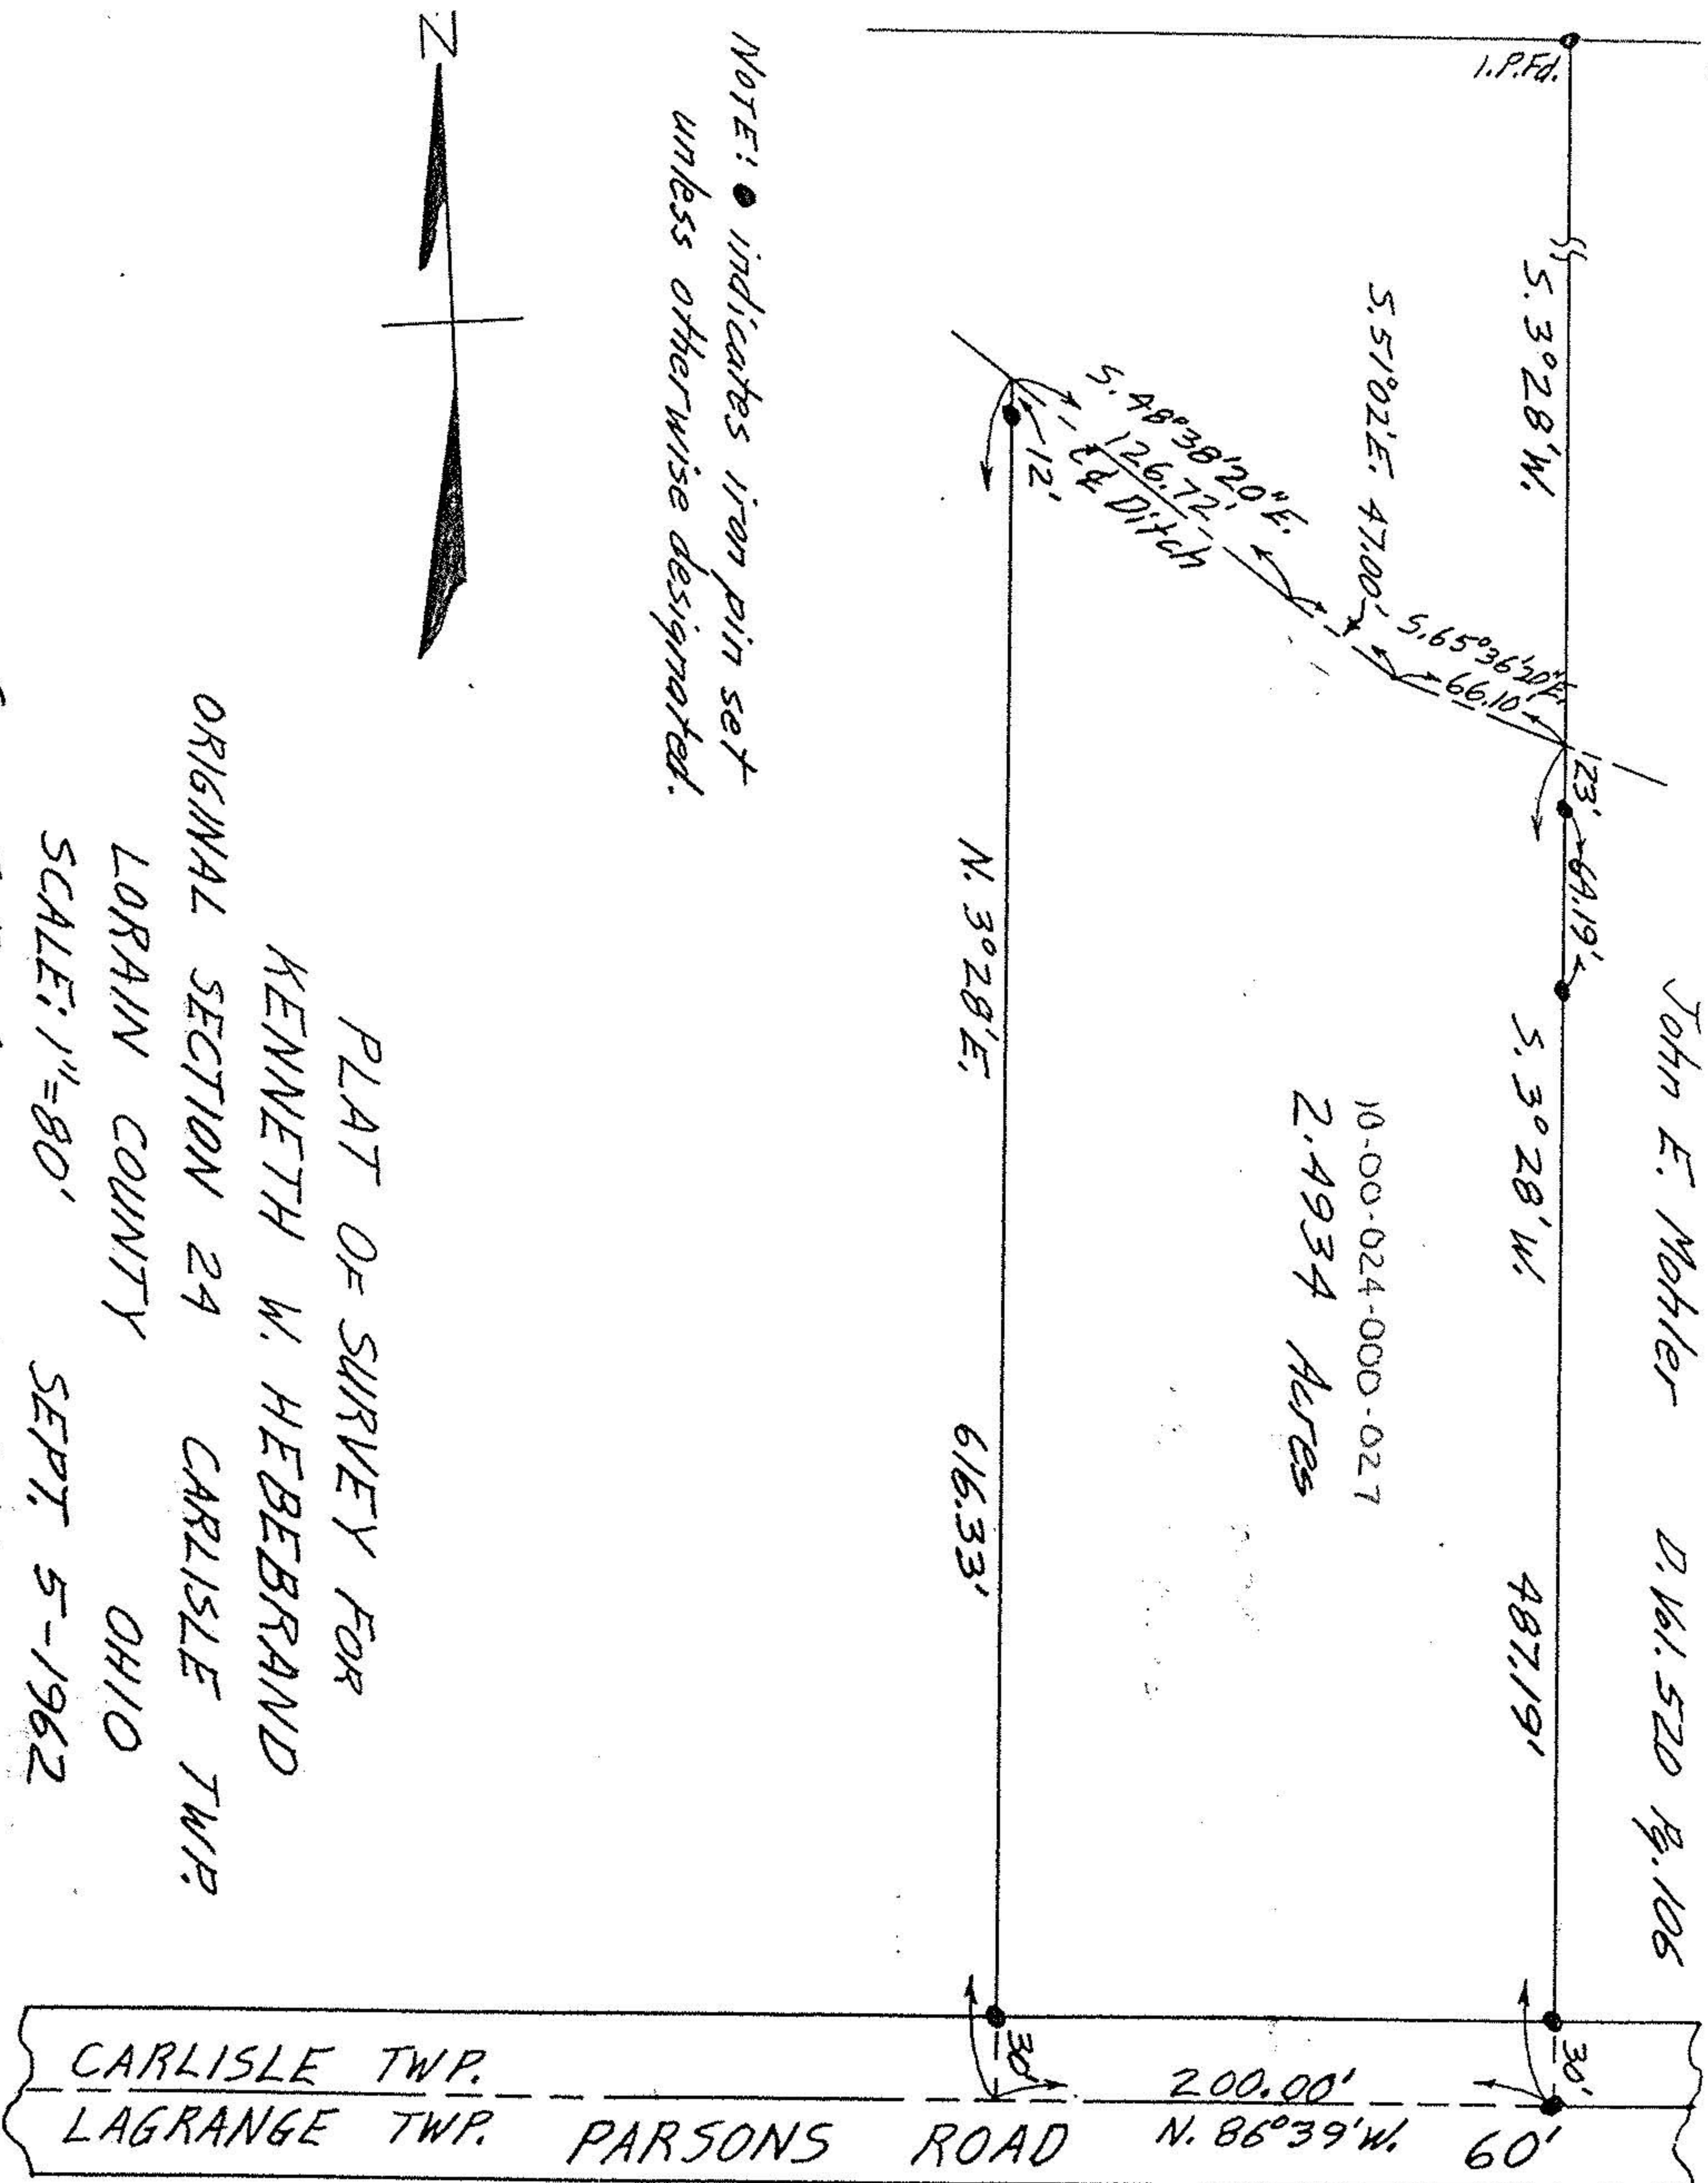 John E. Mohler D. Vol. 520 Pg. 106
I.P.Fd.
S. 3°28'W.
23'
64.19'
S. 3°28'W.
487.19'
S.51°02'E. 47.00'
S.65°36'20"E.
66.10
S.48°38'20"E.
126.72'
℄ Ditch
12'
10-00-024-000-027
2.4934 Acres
N. 3°28'E.
616.33'
NOTE: ● indicates iron pin set
unless otherwise designated.
N
PLAT OF SURVEY FOR
KENNETH W. HEBEBRAND
ORIGINAL SECTION 24 CARLISLE TWP.
LORAIN COUNTY OHIO
SCALE: 1"=80' SEPT. 5-1962
30'
30'
CARLISLE TWP.
200.00'
LAGRANGE TWP. PARSONS ROAD N. 86°39'W. 60'